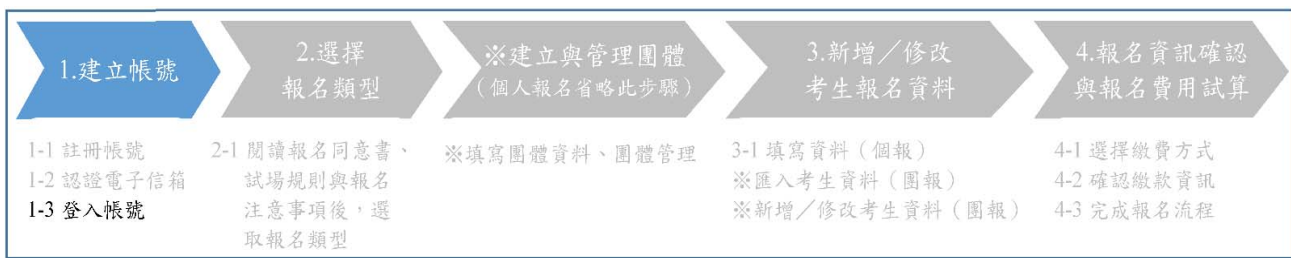 1.建立帳號
2.選擇
報名類型
※建立與管理團體
(個人報名省略此步驟)
3.新增／修改
考生報名資料
4.報名資訊確認
與報名費用試算
1-1 註冊帳號
1-2 認證電子信箱
1-3 登入帳號
2-1 閱讀報名同意書、
試場規則與報名
注意事項後，選
取報名類型
※填寫團體資料、團體管理
3-1 填寫資料（個報）
※匯入考生資料（團報）
※新增／修改考生資料（團報）
4-1 選擇繳費方式
4-2 確認繳款資訊
4-3 完成報名流程